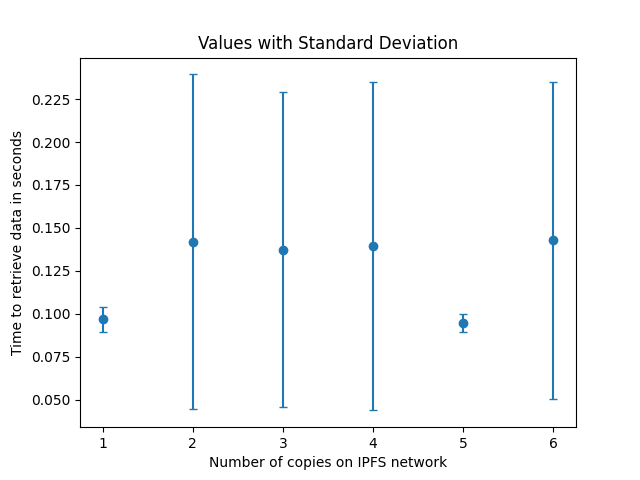 Values with Standard Deviation
Time to retrieve data in seconds
0.225
0.200
0.175
0.150
0.125
0.100
0.075
0.050
1 2 3 4 5 6
Number of copies on IPFS network